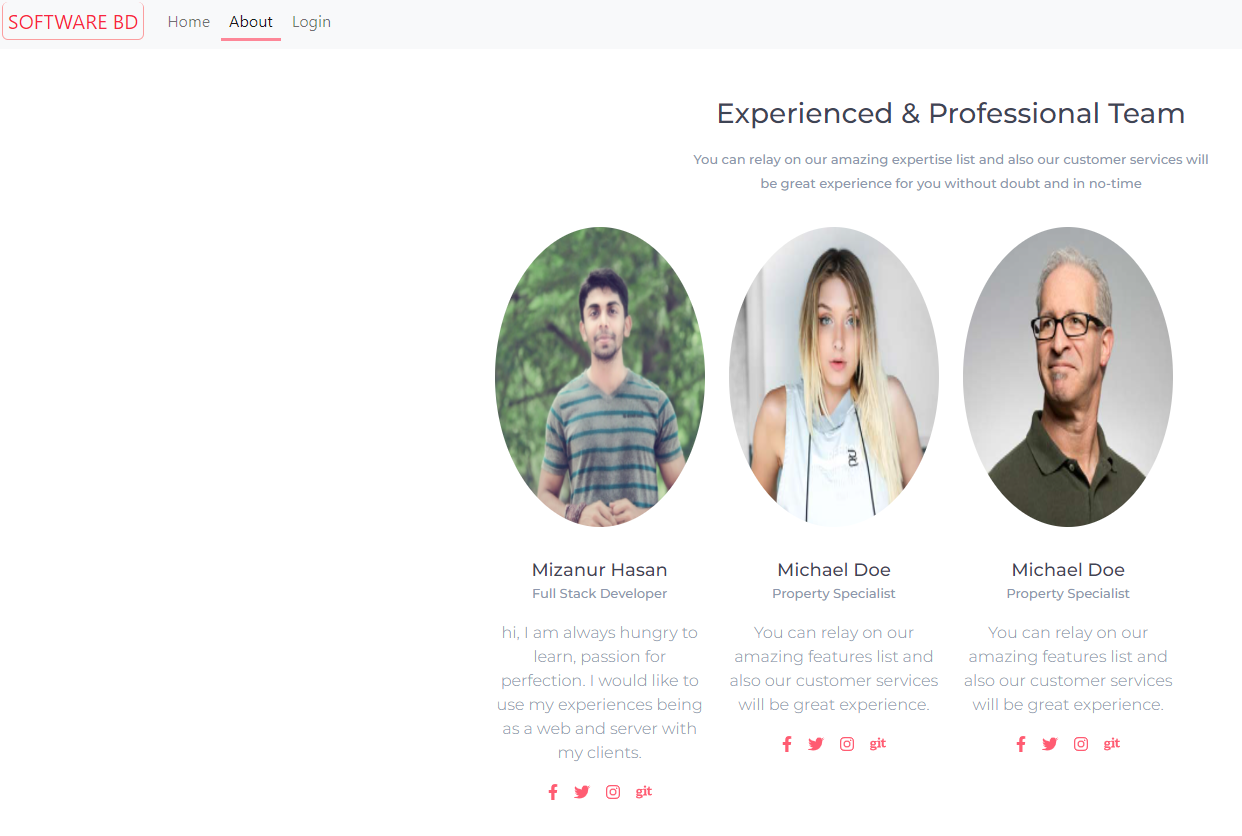 SOFTWARE BD Home About Login
Experienced & Professional Team
You can relay on our amazing expertise list and also our customer services will
be great experience for you without doubt and in no-time
Mizanur Hasan
Full Stack Developer
hi, I am always hungry to
learn, passion for
perfection. I would like to
use my experiences being
as a web and server with
my clients.
git
Michael Doe
Property Specialist
You can relay on our
amazing features list and
also our customer services
will be great experience.
git
Michael Doe
Property Specialist
You can relay on our
amazing features list and
also our customer services
will be great experience.
git